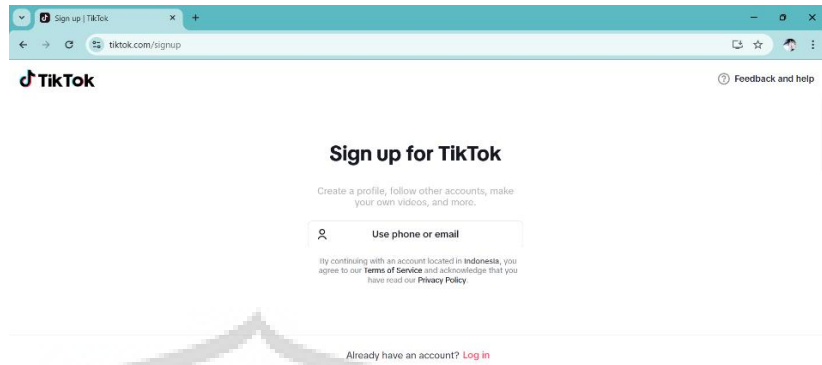 Sign up | TikTok
tiktok.com/signup
TikTok
Feedback and help
Sign up for TikTok
Create a profile, follow other accounts, make
your own videos, and more.
Use phone or email
By continuing with an account located in Indonesia, you
agree to our Terms of Service and acknowledge that you
have read our Privacy Policy.
Already have an account? Log in